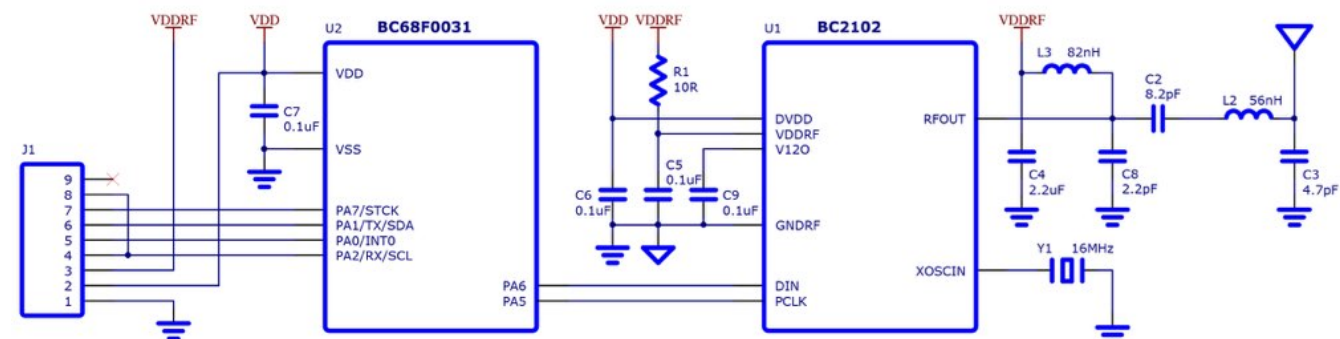 VDDRF
VDD
U2
BC68F0031
VDD
VDDRF
U1
BC2102
VDDRF
L3 82nH
VDD
C7
0.1uF
VSS
R1
10R
C2
8.2pF
L2 56nH
DVDD
VDDRF
V12O
RFOUT
J1
9
8
7
6
5
4
3
2
1
PA7/STCK
PA1/TX/SDA
PA0/INT0
PA2/RX/SCL
C6
0.1uF
C5
0.1uF
C9
0.1uF
GNDRF
C4
2.2uF
C8
2.2pF
C3
4.7pF
XOSCIN
Y1 16MHz
PA6
PA5
DIN
PCLK